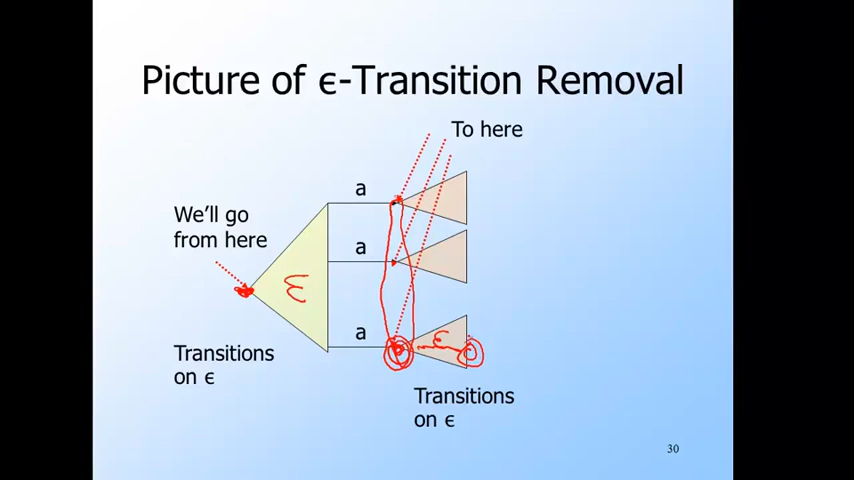 Picture of ϵ-Transition Removal
To here
a
We'll go
from here
a
ε
a
ε
Transitions
on ϵ
Transitions
on ϵ
30